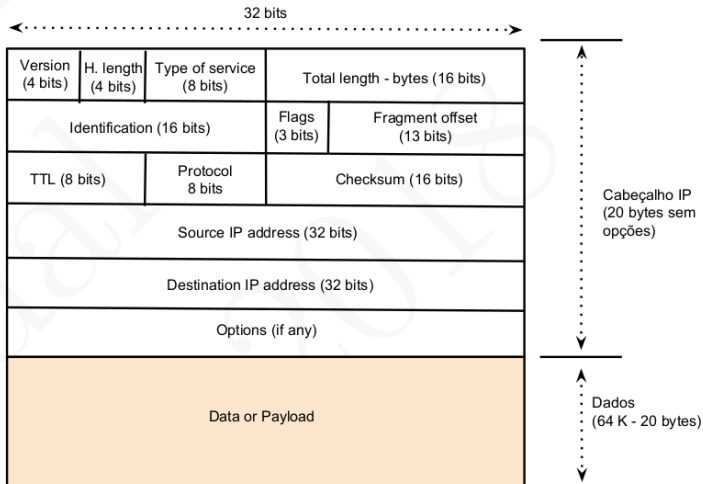 32 bits
Version
(4 bits)
H. length
(4 bits)
Type of service
(8 bits)
Total length - bytes (16 bits)
Identification (16 bits)
Flags
(3 bits)
Fragment offset
(13 bits)
TTL (8 bits)
Protocol
8 bits
Checksum (16 bits)
Source IP address (32 bits)
Destination IP address (32 bits)
Options (if any)
Cabeçalho IP
(20 bytes sem
opções)
Data or Payload
Dados
(64 K - 20 bytes)
2018